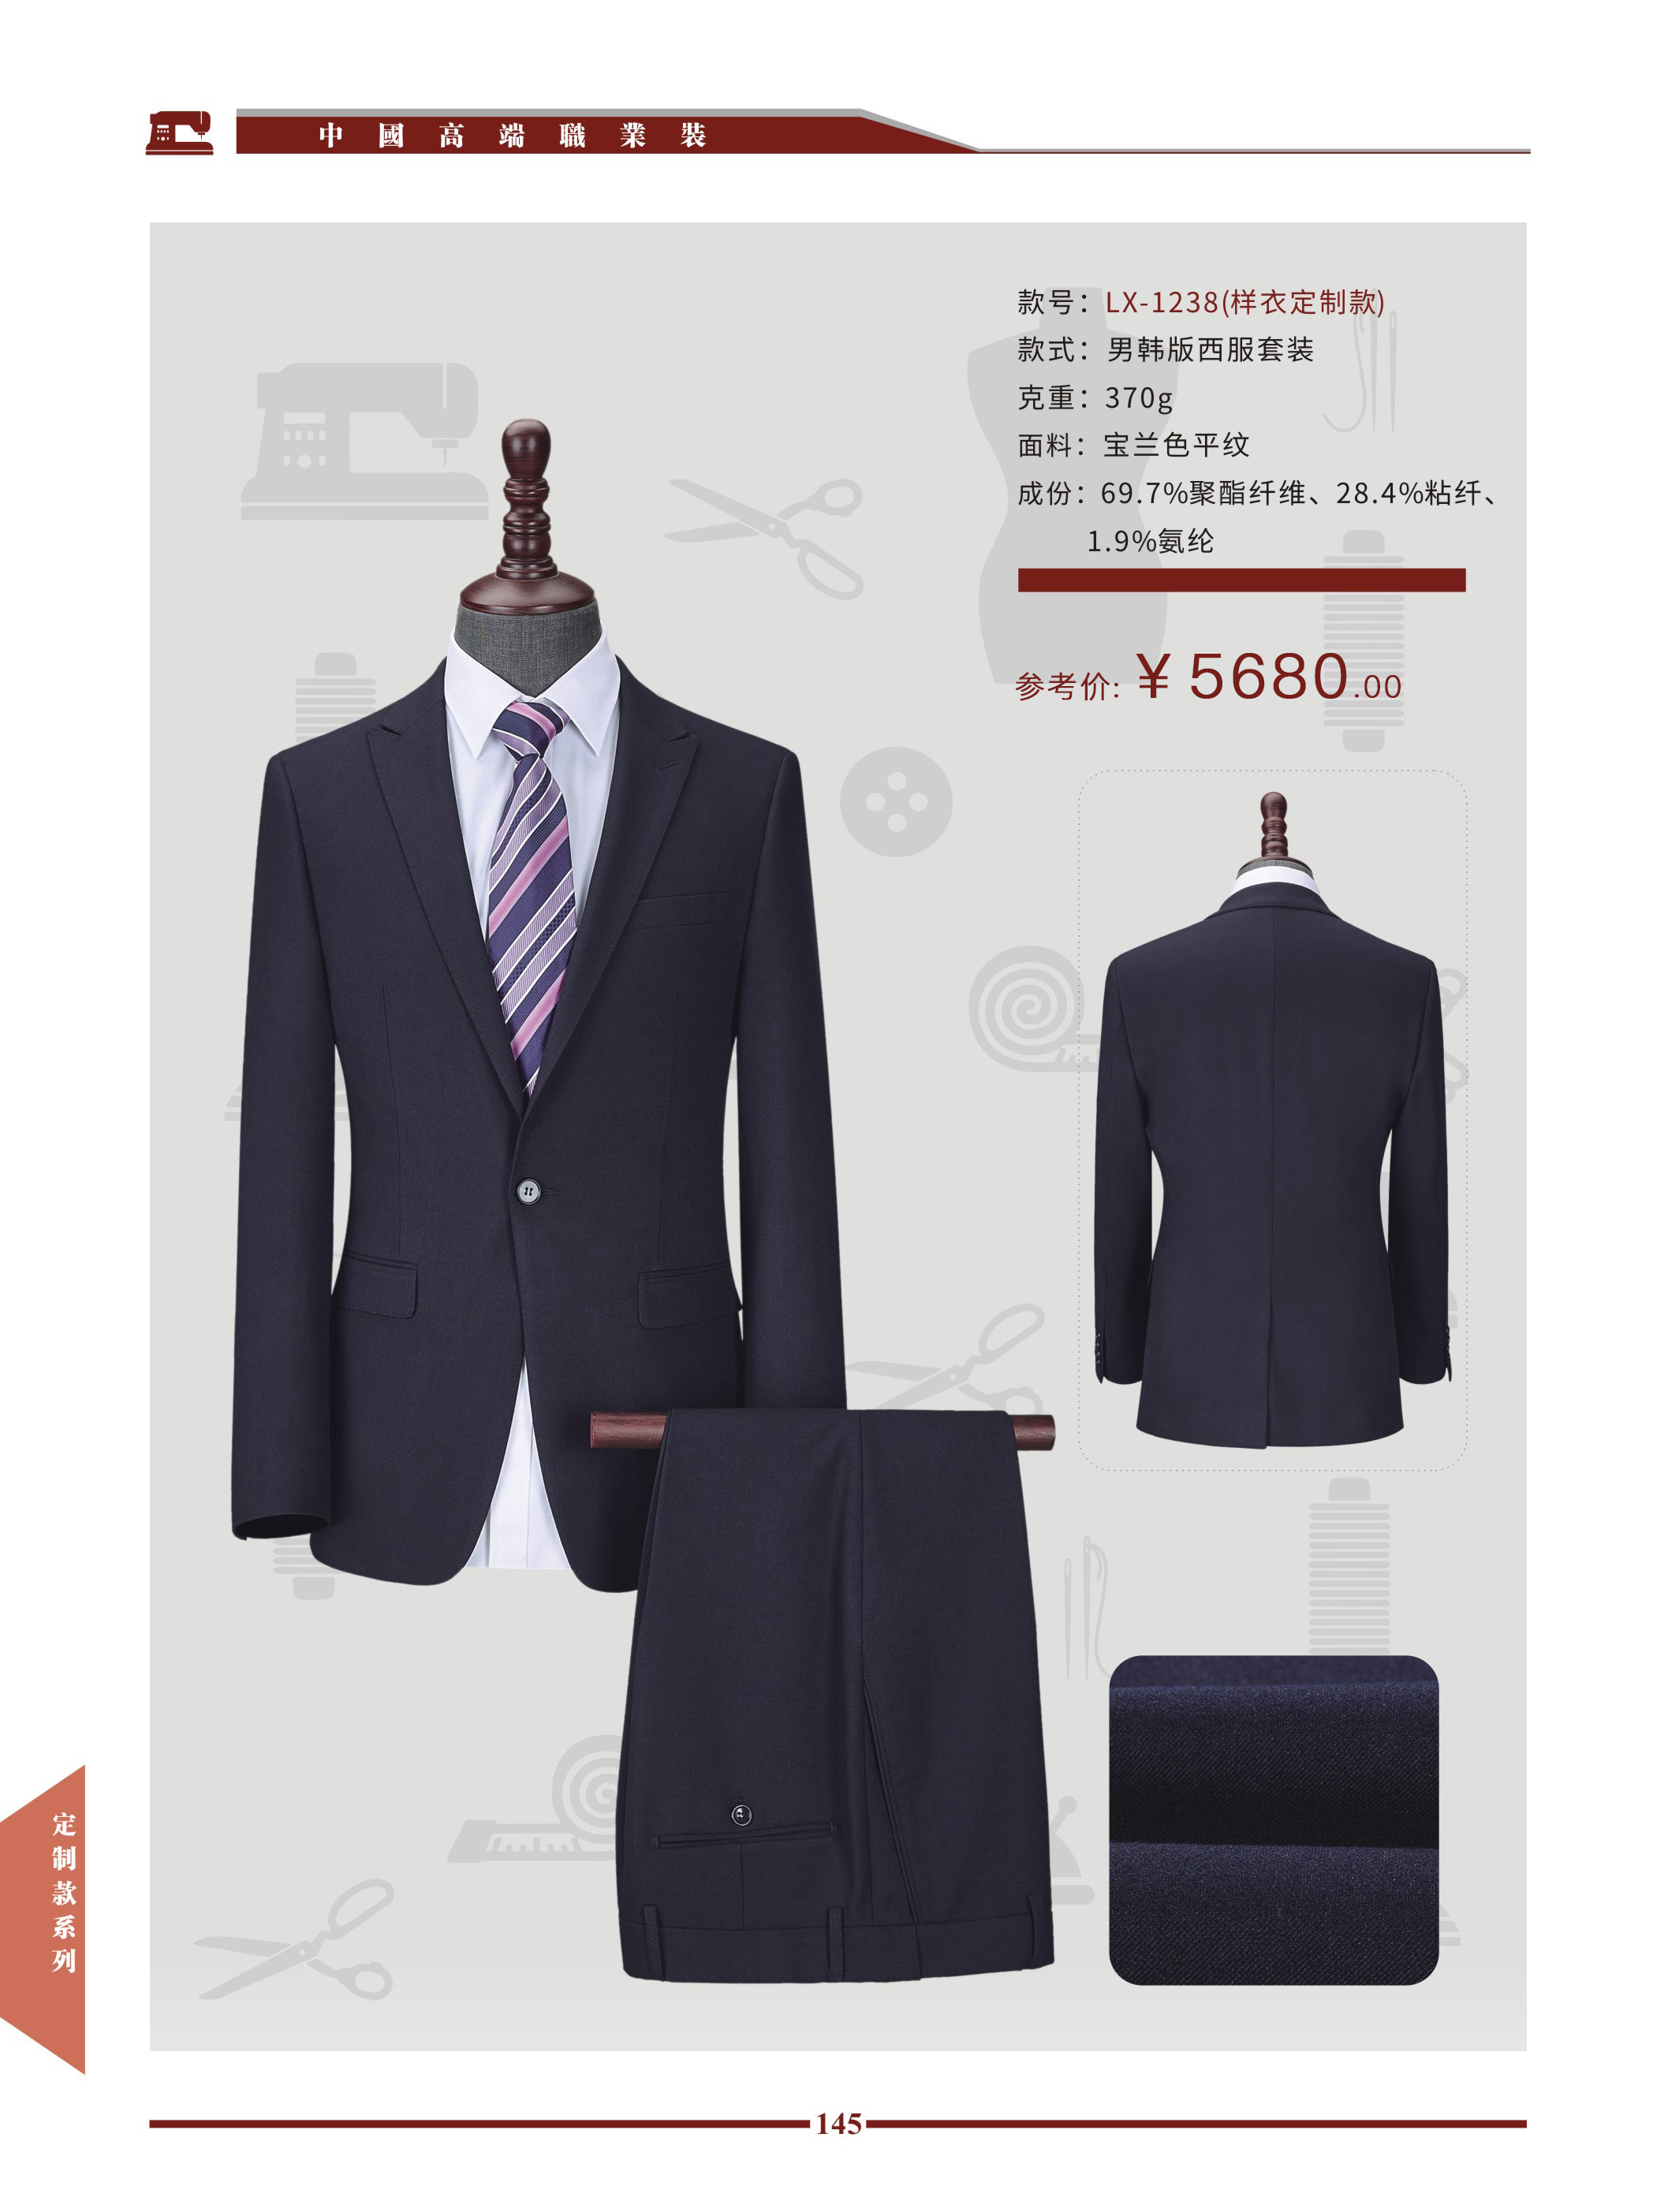 中國高端職業裝
款号：LX-1238(样衣定制款)
款式：男韩版西服套装
克重：370g
面料：宝兰色平纹
成份：69.7%聚酯纤维、28.4%粘纤、
1.9%氨纶
参考价：¥5680.00
定制款系列
145